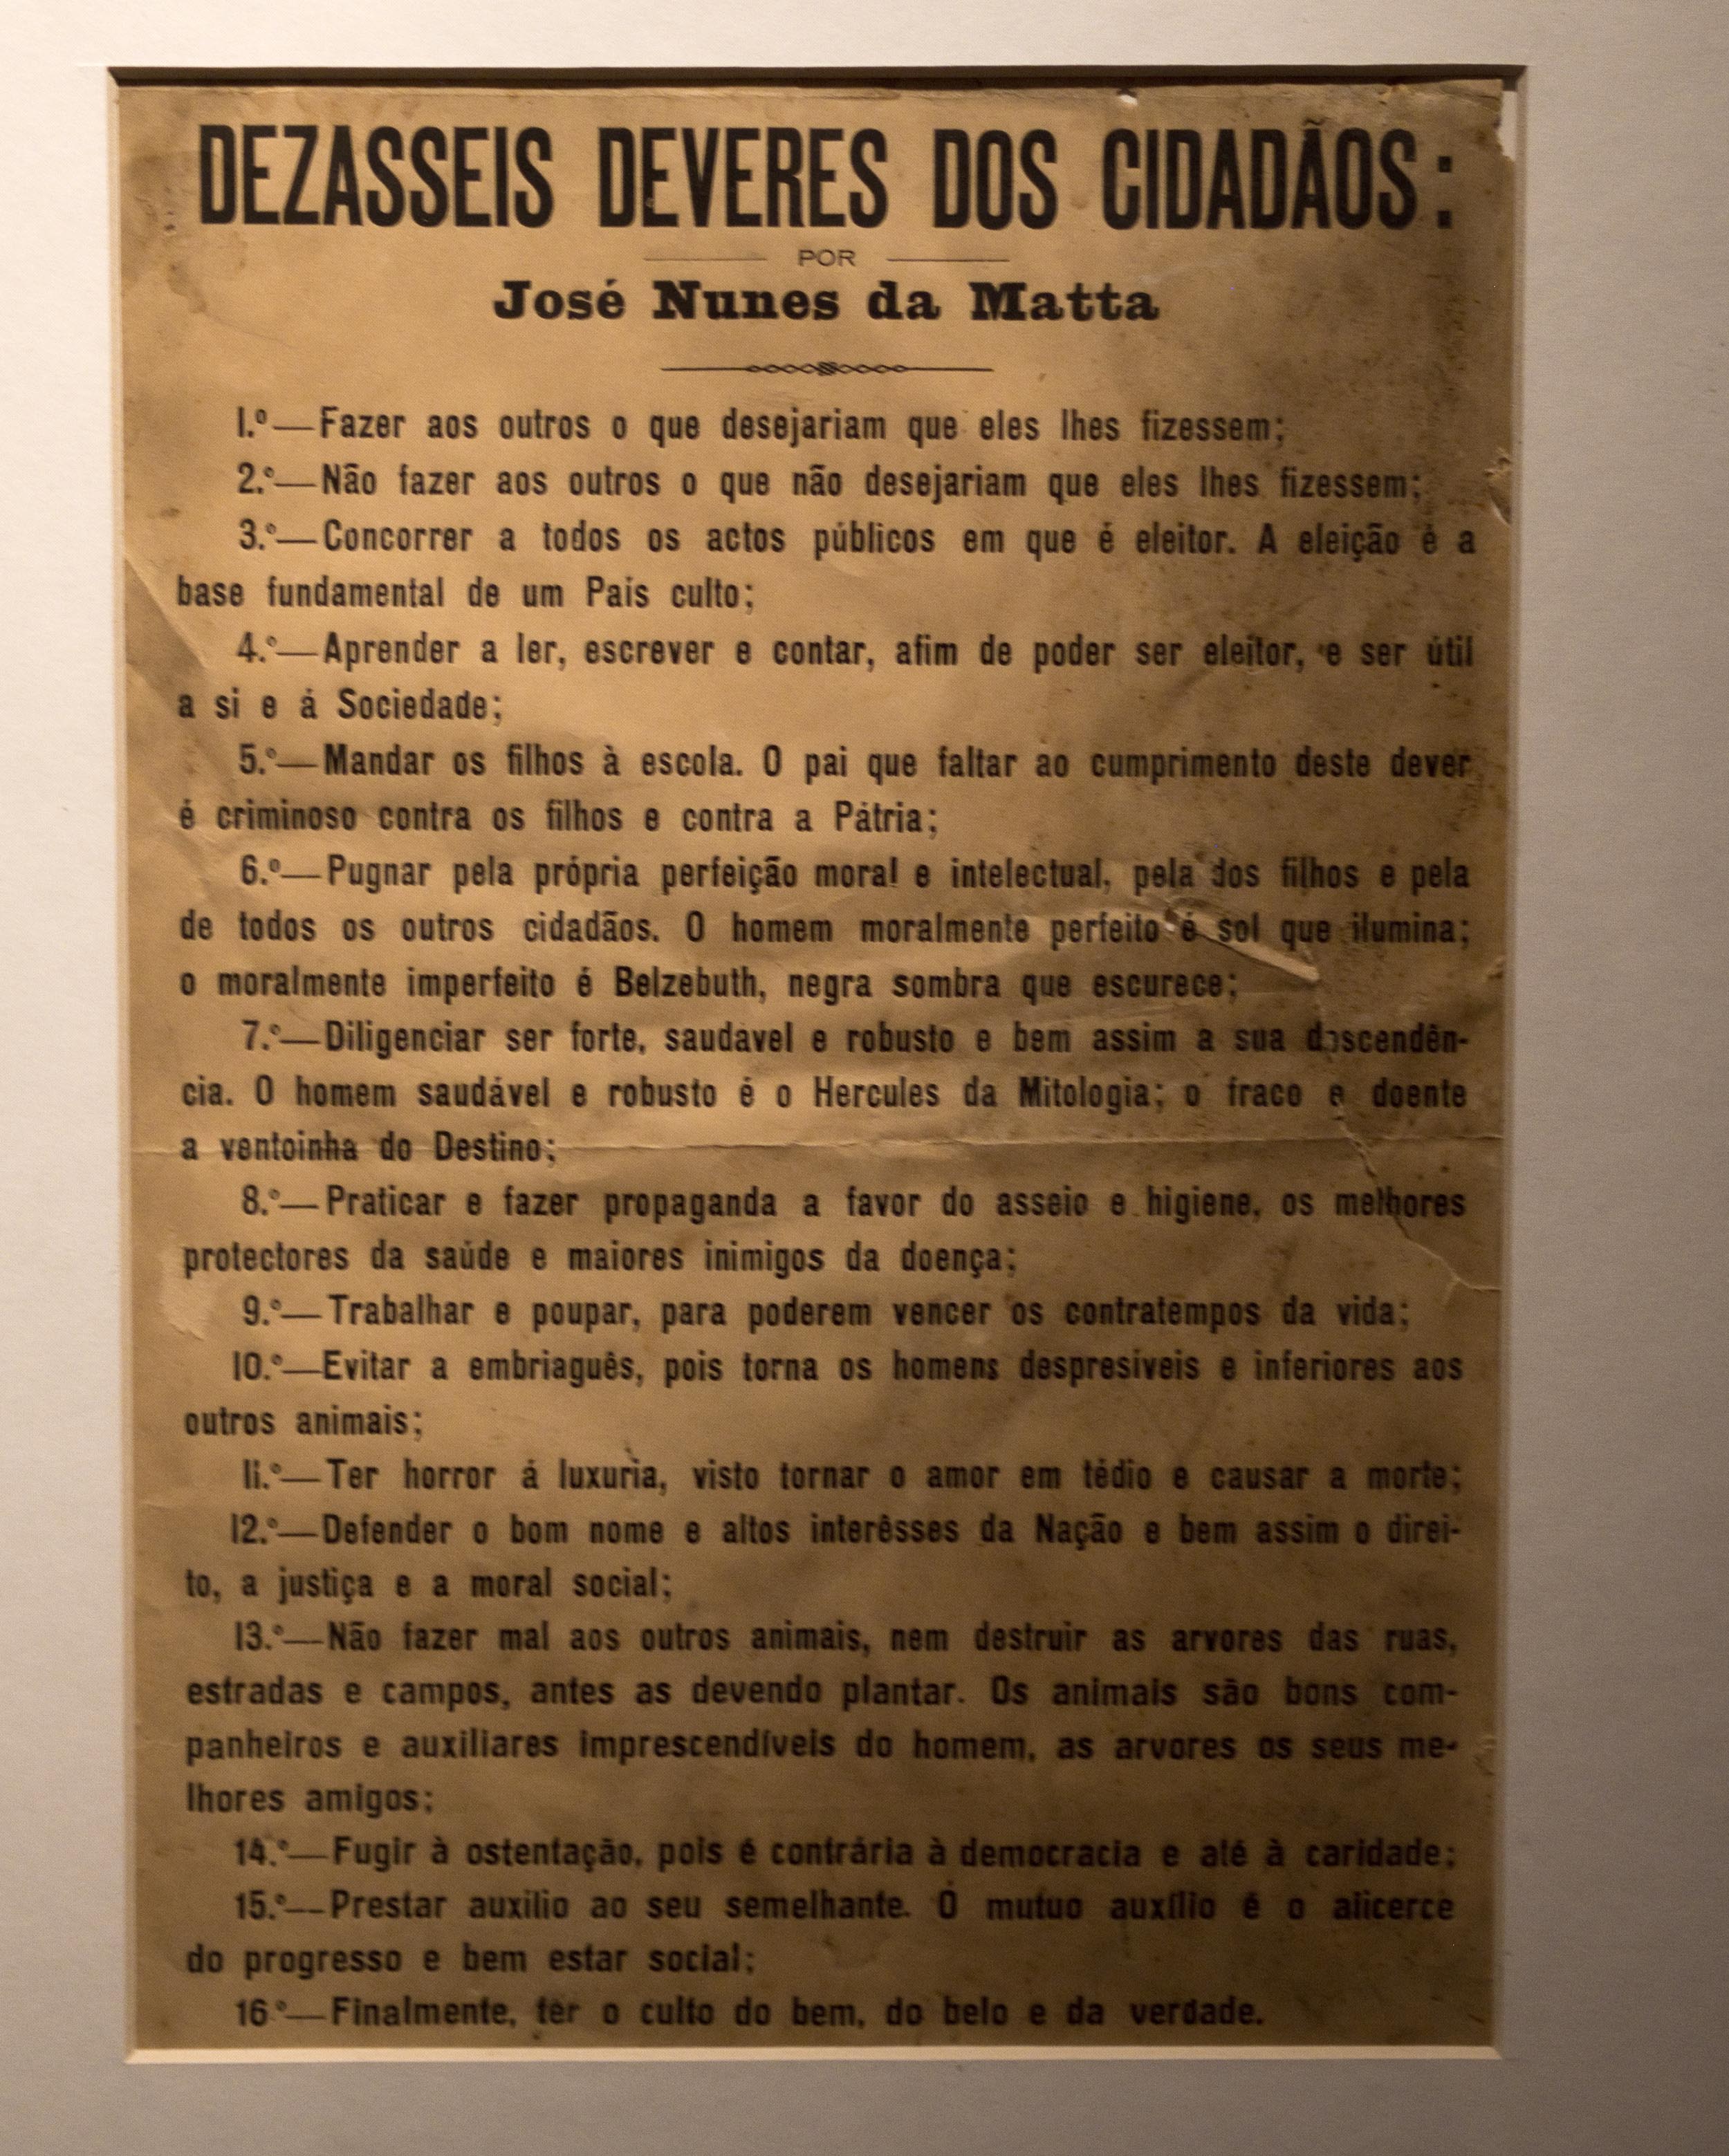 DEZASSEIS DEVERES DOS CIDADÃOS:
POR
José Nunes da Matta
1.º—Fazer aos outros o que desejariam que eles lhes fizessem;
2.º—Não fazer aos outros o que não desejariam que eles lhes fizessem;
3.º—Concorrer a todos os actos públicos em que é eleitor. A eleição é a
base fundamental de um País culto;
4.º—Aprender a ler, escrever e contar, afim de poder ser eleitor, e ser útil
a si e á Sociedade;
5.º—Mandar os filhos à escola. O pai que faltar ao cumprimento deste dever
é criminoso contra os filhos e contra a Pátria;
6.º—Pugnar pela própria perfeição moral e intelectual, pela dos filhos e pela
de todos os outros cidadãos. O homem moralmente perfeito é sol que ilumina;
o moralmente imperfeito é Belzebuth, negra sombra que escurece;
7.º—Diligenciar ser forte, saudavel e robusto e bem assim a sua descendên-
cia. O homem saudável e robusto é o Hercules da Mitologia; o fraco e doente
a ventoinha do Destino;
8.º—Praticar e fazer propaganda a favor do asseio e higiene, os melhores
protectores da saúde e maiores inimigos da doença;
9.º—Trabalhar e poupar, para poderem vencer os contratempos da vida;
10.º—Evitar a embriaguês, pois torna os homens despresiveis e inferiores aos
outros animais;
11.º—Ter horror á luxuria, visto tornar o amor em tédio e causar a morte;
12.º—Defender o bom nome e altos interêsses da Nação e bem assim o direi-
to, a justiça e a moral social;
13.º—Não fazer mal aos outros animais, nem destruir as arvores das ruas,
estradas e campos, antes as devendo plantar. Os animais são bons com-
panheiros e auxiliares imprescendíveis do homem, as arvores os seus me-
lhores amigos;
14.º—Fugir à ostentação, pois é contrária à democracia e até à caridade;
15.º—Prestar auxilio ao seu semelhante. O mutuo auxílio é o alicerce
do progresso e bem estar social;
16º—Finalmente, ter o culto do bem, do belo e da verdade.